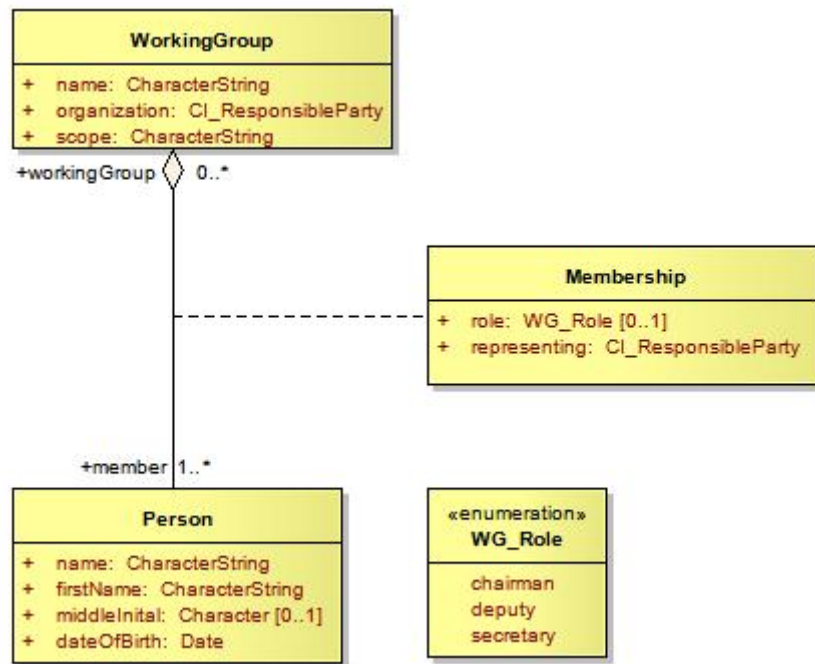 WorkingGroup
+ name: CharacterString
+ organization: CI_ResponsibleParty
+ scope: CharacterString
+workingGroup 0..*
Membership
+ role: WG_Role [0..1]
+ representing: CI_ResponsibleParty
+member 1..*
Person
+ name: CharacterString
+ firstName: CharacterString
+ middleInital: Character [0..1]
+ dateOfBirth: Date
«enumeration»
WG_Role
chairman
deputy
secretary